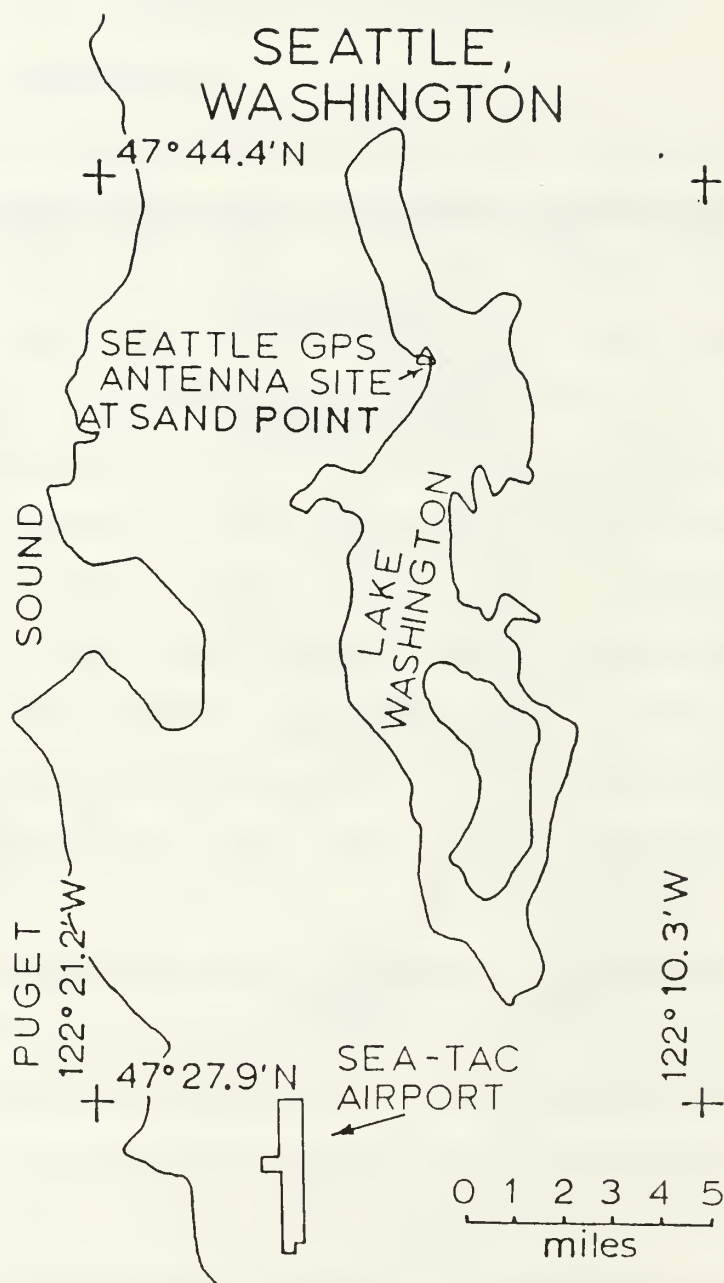 SEATTLE,
WASHINGTON
47°44.4'N
SEATTLE GPS
ANTENNA SITE
AT SAND POINT
SOUND
LAKE
WASHINGTON
PUGET
122° 21.2'W
122° 10.3'W
47°27.9'N
SEA-TAC
AIRPORT
0 1 2 3 4 5
miles